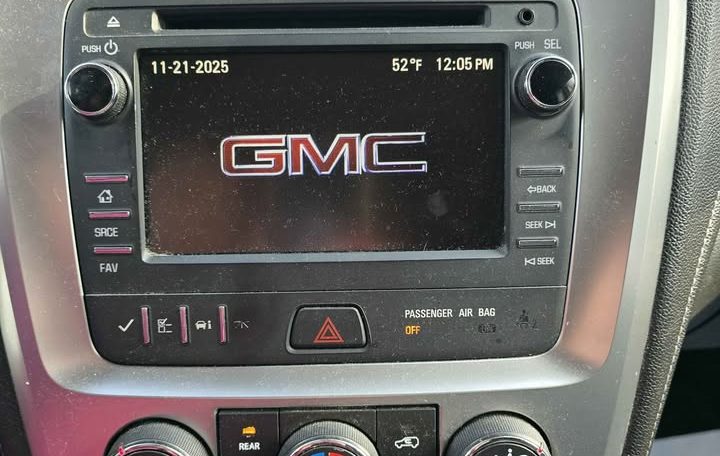 PUSH
PUSH SEL
11-21-2025 52°F 12:05 PM
GMC
BACK
SRCE
SEEK
FAV
SEEK
PASSENGER AIR BAG
OFF
REAR